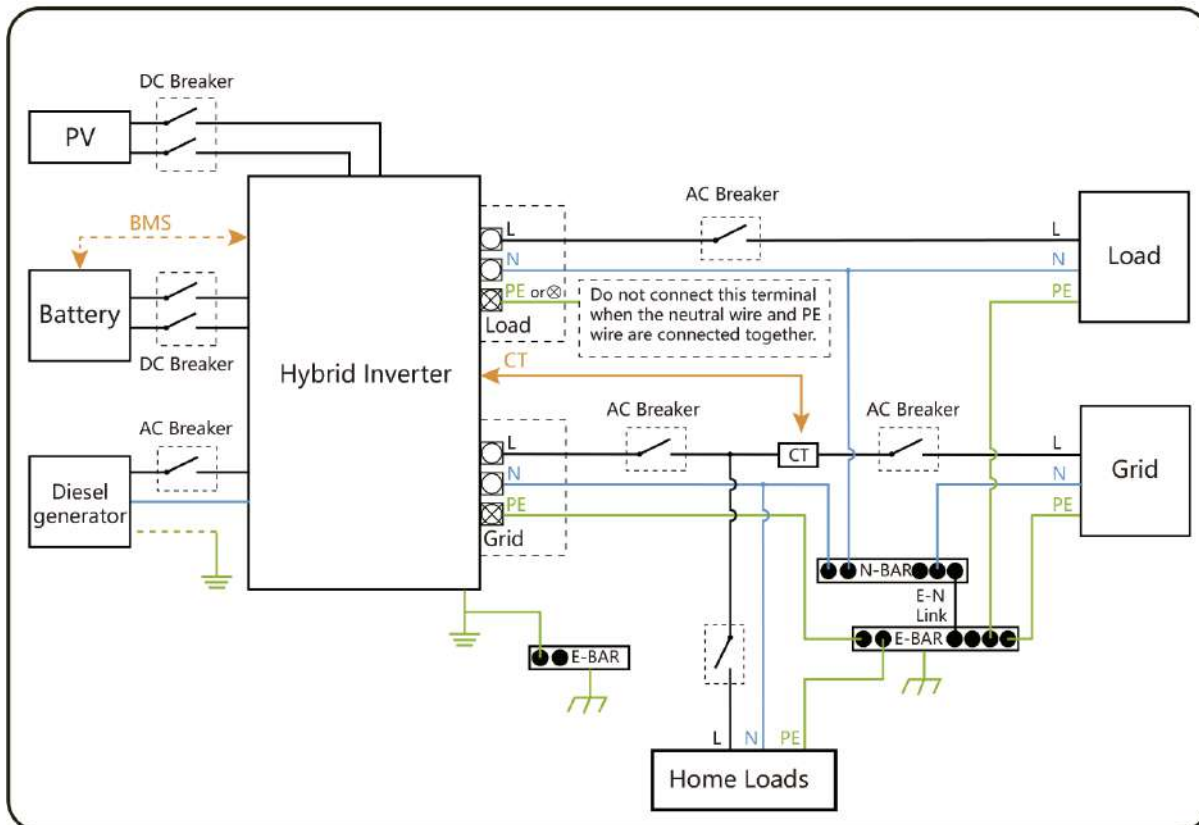 DC Breaker
PV
BMS
Battery
DC Breaker
AC Breaker
Diesel
generator
Hybrid Inverter
L
N
PE or
Load
Do not connect this terminal
when the neutral wire and PE
wire are connected together.
AC Breaker
L
N
PE
Load
CT
AC Breaker
CT
AC Breaker
L
N
PE
Grid
L
N
PE
Grid
N-BAR
E-N
Link
E-BAR
E-BAR
L
N
PE
Home Loads